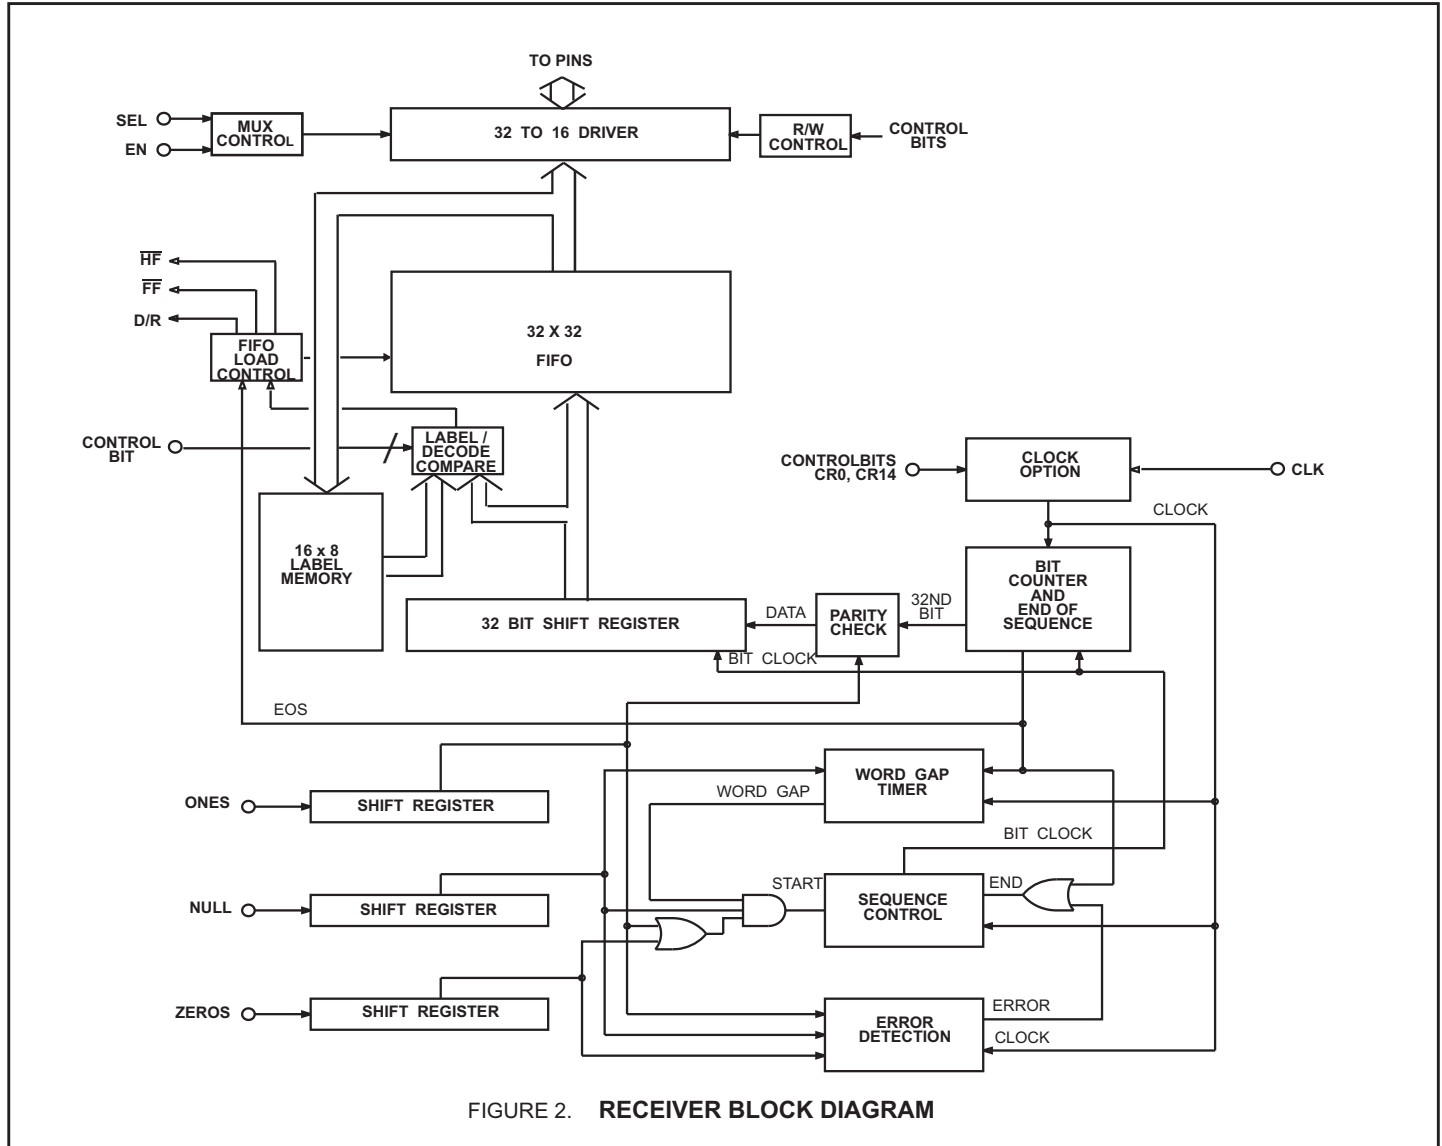 TO PINS
SEL
EN
MUX
CONTROL
32 TO 16 DRIVER
R/W
CONTROL
CONTROL
BITS
HF
FF
D/R
FIFO
LOAD
CONTROL
32 X 32
FIFO
CONTROL
BIT
/
LABEL /
DECODE
COMPARE
CONTROLBITS
CR0, CR14
CLOCK
OPTION
CLK
CLOCK
16 x 8
LABEL
MEMORY
BIT
COUNTER
AND
END OF
SEQUENCE
32 BIT SHIFT REGISTER
DATA
PARITY
CHECK
32ND
BIT
BIT CLOCK
EOS
WORD GAP
TIMER
WORD GAP
ONES
SHIFT REGISTER
BIT CLOCK
START
SEQUENCE
CONTROL
END
NULL
SHIFT REGISTER
ZEROS
SHIFT REGISTER
ERROR
DETECTION
ERROR
CLOCK
FIGURE 2. RECEIVER BLOCK DIAGRAM